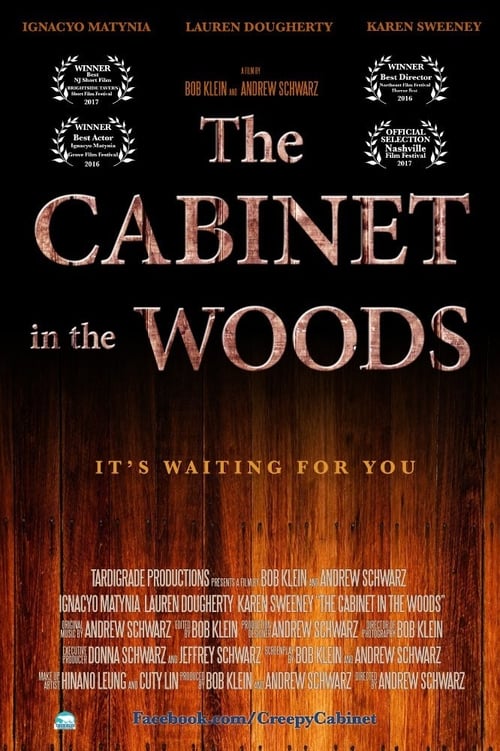 IGNACYO MATYNIA LAUREN DOUGHERTY KAREN SWEENEY
WINNER
Best
NJ Short Film
BRIGHTSIDE TAVERN
Short Film Festival
2017
WINNER
Best Director
Northeast Film Festival
Horror Fest
2016
A FILM BY
BOB KLEIN AND ANDREW SCHWARZ
WINNER
Best Actor
Ignacyo Matynia
Grove Film Festival
2016
OFFICIAL
SELECTION
Nashville
Film Festival
2017
The
CABINET
in the WOODS
IT'S WAITING FOR YOU
TARDIGRADE PRODUCTIONS PRESENTS A FILM BY BOB KLEIN AND ANDREW SCHWARZ
IGNACYO MATYNIA LAUREN DOUGHERTY KAREN SWEENEY "THE CABINET IN THE WOODS"
ORIGINAL MUSIC BY ANDREW SCHWARZ EDITED BY BOB KLEIN PRODUCTION DESIGNER ANDREW SCHWARZ DIRECTOR OF PHOTOGRAPHY BOB KLEIN
EXECUTIVE PRODUCER DONNA SCHWARZ AND JEFFREY SCHWARZ SCREENPLAY BY BOB KLEIN AND ANDREW SCHWARZ
MAKE UP ARTIST HINANO LEUNG AND CUTY LIN PRODUCED BY BOB KLEIN AND ANDREW SCHWARZ DIRECTED BY ANDREW SCHWARZ
Facebook.com/CreepyCabinet